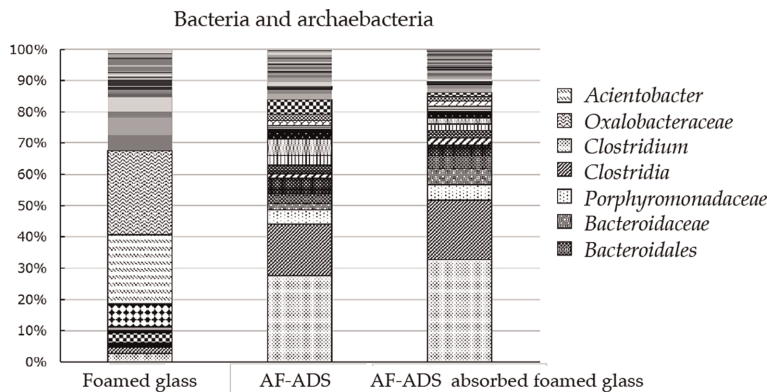 Bacteria and archaebacteria
100%
90%
80%
70%
60%
50%
40%
30%
20%
10%
0%
Foamed glass
AF-ADS
AF-ADS absorbed foamed glass
Acientobacter
Oxalobacteraceae
Clostridium
Clostridia
Porphyromonadaceae
Bacteroidaceae
Bacteroidales